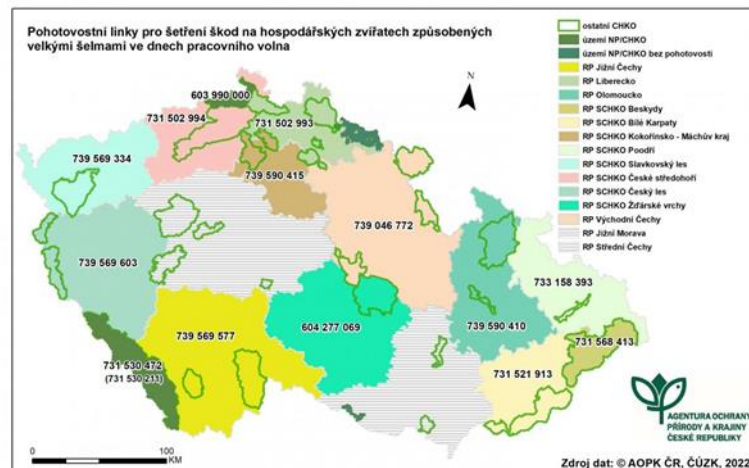 Pohotovostní linky pro šetření škod na hospodářských zvířatech způsobených
velkými šelmami ve dnech pracovního volna
ostatní CHKO
území NP/CHKO
území NP/CHKO bez pohotovosti
RP Jižní Čechy
RP Liberecko
RP Olomoucko
RP SCHKO Beskydy
RP SCHKO Bílé Karpaty
RP SCHKO Kokořínsko - Máchův kraj
RP SCHKO Poodří
RP SCHKO Slavkovský les
RP SCHKO České středohoří
RP SCHKO Český les
RP SCHKO Žďárské vrchy
RP Východní Čechy
RP Jižní Morava
RP Střední Čechy
N
603 990 000
731 502 994
731 502 993
739 569 334
739 590 415
739 046 772
739 569 603
733 158 393
739 569 577
604 277 069
739 590 410
731 568 413
731 530 472
(731 530 211)
731 521 913
0
100
KM
AGENTURA OCHRANY
PŘÍRODY A KRAJINY
ČESKÉ REPUBLIKY
Zdroj dat: © AOPK ČR, ČÚZK, 2022